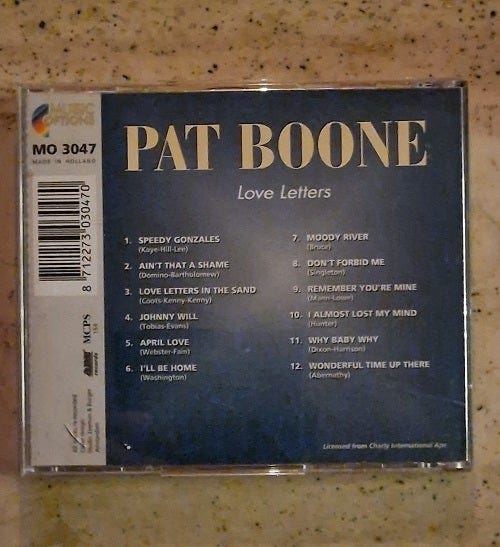 MUSIC
OPTIONS
MO 3047
MADE IN HOLLAND
8 712273 030470
MCPS
PAT BOONE
Love Letters
1. SPEEDY GONZALES
(Kaye-Hill-Lee)
2. AIN'T THAT A SHAME
(Domino-Bartholomew)
3. LOVE LETTERS IN THE SAND
(Coots-Kenny-Kenny)
4. JOHNNY WILL
(Tobias-Evans)
5. APRIL LOVE
(Webster-Fain)
6. I'LL BE HOME
(Washington)
7. MOODY RIVER
(Bruce)
8. DON'T FORBID ME
(Singleton)
9. REMEMBER YOU'RE MINE
(Mann-Lowe)
10. I ALMOST LOST MY MIND
(Hunter)
11. WHY BABY WHY
(Dixon-Harrison)
12. WONDERFUL TIME UP THERE
(Abernathy)
Licensed from Charly International Aps